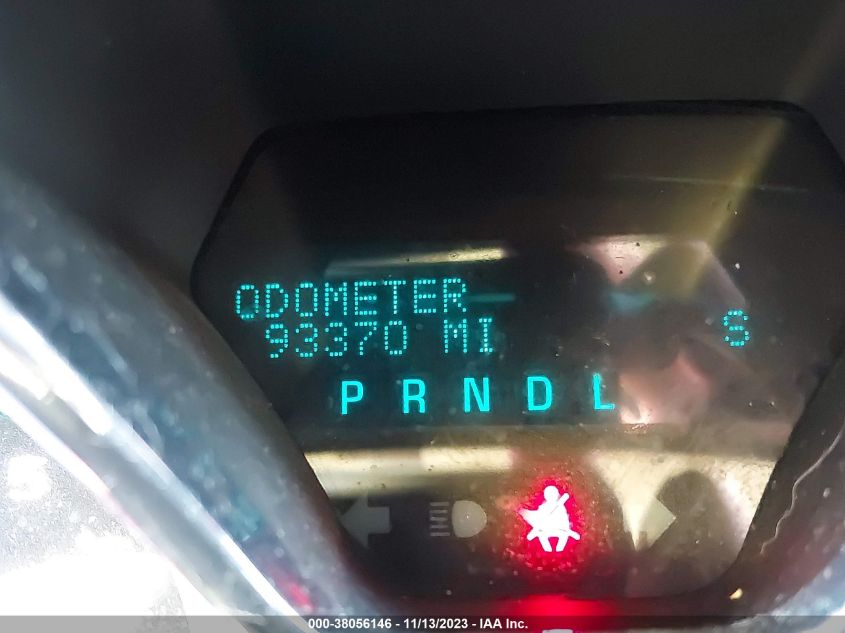 ODOMETER
93370 MI S
P R N D L
000-38056146 - 11/13/2023 - IAA Inc.